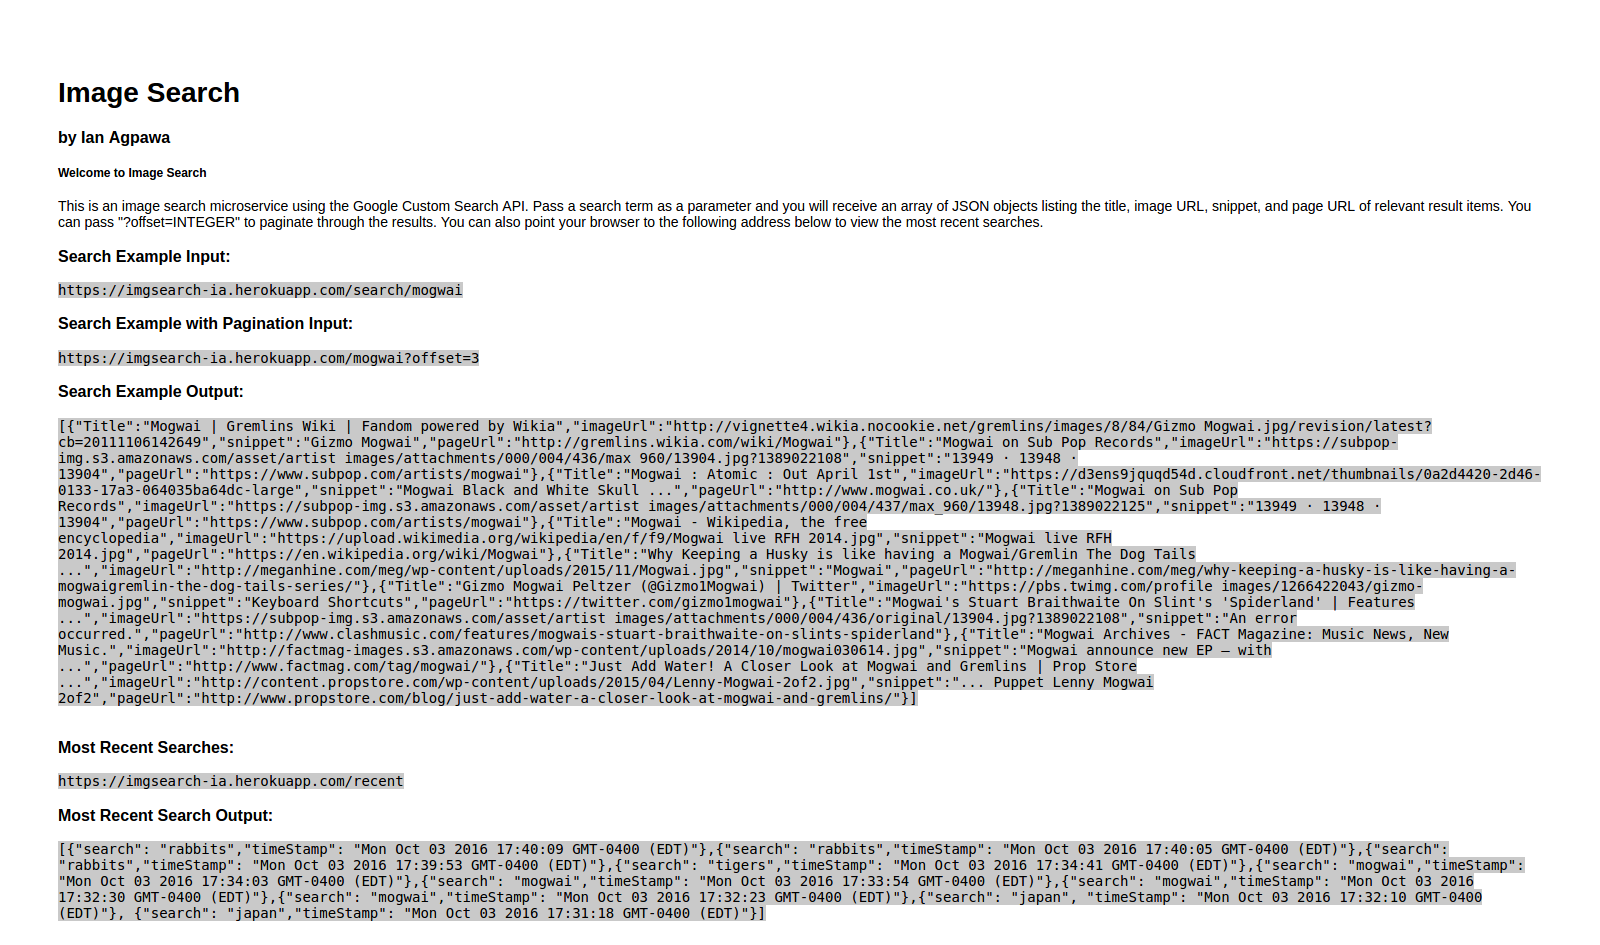 Image Search
by Ian Agpawa
Welcome to Image Search
This is an image search microservice using the Google Custom Search API. Pass a search term as a parameter and you will receive an array of JSON objects listing the title, image URL, snippet, and page URL of relevant result items. You
can pass "?offset=INTEGER" to paginate through the results. You can also point your browser to the following address below to view the most recent searches.
Search Example Input:
https://imgsearch-ia.herokuapp.com/search/mogwai
Search Example with Pagination Input:
https://imgsearch-ia.herokuapp.com/mogwai?offset=3
Search Example Output:
[{"Title":"Mogwai | Gremlins Wiki | Fandom powered by Wikia","imageUrl":"http://vignette4.wikia.nocookie.net/gremlins/images/8/84/Gizmo Mogwai.jpg/revision/latest?
cb=20111106142649","snippet":"Gizmo Mogwai","pageUrl":"http://gremlins.wikia.com/wiki/Mogwai"},{"Title":"Mogwai on Sub Pop Records","imageUrl":"https://subpop-
img.s3.amazonaws.com/asset/artist images/attachments/000/004/436/max 960/13904.jpg?1389022108","snippet":"13949 · 13948 ·
13904","pageUrl":"https://www.subpop.com/artists/mogwai"},{"Title":"Mogwai : Atomic : Out April 1st","imageUrl":"https://d3ens9jquqd54d.cloudfront.net/thumbnails/0a2d4420-2d46-
0133-17a3-064035ba64dc-large","snippet":"Mogwai Black and White Skull ...","pageUrl":"http://www.mogwai.co.uk/"},{"Title":"Mogwai on Sub Pop
Records","imageUrl":"https://subpop-img.s3.amazonaws.com/asset/artist images/attachments/000/004/437/max_960/13948.jpg?1389022125","snippet":"13949 · 13948 ·
13904","pageUrl":"https://www.subpop.com/artists/mogwai"},{"Title":"Mogwai - Wikipedia, the free
encyclopedia","imageUrl":"https://upload.wikimedia.org/wikipedia/en/f/f9/Mogwai live RFH 2014.jpg","snippet":"Mogwai live RFH
2014.jpg","pageUrl":"https://en.wikipedia.org/wiki/Mogwai"},{"Title":"Why Keeping a Husky is like having a Mogwai/Gremlin The Dog Tails
...","imageUrl":"http://meganhine.com/meg/wp-content/uploads/2015/11/Mogwai.jpg","snippet":"Mogwai","pageUrl":"http://meganhine.com/meg/why-keeping-a-husky-is-like-having-a-
mogwaigremlin-the-dog-tails-series/"},{"Title":"Gizmo Mogwai Peltzer (@Gizmo1Mogwai) | Twitter","imageUrl":"https://pbs.twimg.com/profile images/1266422043/gizmo-
mogwai.jpg","snippet":"Keyboard Shortcuts","pageUrl":"https://twitter.com/gizmo1mogwai"},{"Title":"Mogwai's Stuart Braithwaite On Slint's 'Spiderland' | Features
...","imageUrl":"https://subpop-img.s3.amazonaws.com/asset/artist images/attachments/000/004/436/original/13904.jpg?1389022108","snippet":"An error
occurred.","pageUrl":"http://www.clashmusic.com/features/mogwais-stuart-braithwaite-on-slints-spiderland"},{"Title":"Mogwai Archives - FACT Magazine: Music News, New
Music.","imageUrl":"http://factmag-images.s3.amazonaws.com/wp-content/uploads/2014/10/mogwai030614.jpg","snippet":"Mogwai announce new EP – with
...","pageUrl":"http://www.factmag.com/tag/mogwai/"},{"Title":"Just Add Water! A Closer Look at Mogwai and Gremlins | Prop Store
...","imageUrl":"http://content.propstore.com/wp-content/uploads/2015/04/Lenny-Mogwai-2of2.jpg","snippet":"... Puppet Lenny Mogwai
2of2","pageUrl":"http://www.propstore.com/blog/just-add-water-a-closer-look-at-mogwai-and-gremlins/"}]
Most Recent Searches:
https://imgsearch-ia.herokuapp.com/recent
Most Recent Search Output:
[{"search": "rabbits","timeStamp": "Mon Oct 03 2016 17:40:09 GMT-0400 (EDT)"},{"search": "rabbits","timeStamp": "Mon Oct 03 2016 17:40:05 GMT-0400 (EDT)"},{"search":
"rabbits","timeStamp": "Mon Oct 03 2016 17:39:53 GMT-0400 (EDT)"},{"search": "tigers","timeStamp": "Mon Oct 03 2016 17:34:41 GMT-0400 (EDT)"},{"search": "mogwai","timeStamp":
"Mon Oct 03 2016 17:34:03 GMT-0400 (EDT)"},{"search": "mogwai","timeStamp": "Mon Oct 03 2016 17:33:54 GMT-0400 (EDT)"},{"search": "mogwai","timeStamp": "Mon Oct 03 2016
17:32:30 GMT-0400 (EDT)"},{"search": "mogwai","timeStamp": "Mon Oct 03 2016 17:32:23 GMT-0400 (EDT)"},{"search": "japan", "timeStamp": "Mon Oct 03 2016 17:32:10 GMT-0400
(EDT)"}, {"search": "japan","timeStamp": "Mon Oct 03 2016 17:31:18 GMT-0400 (EDT)"}]